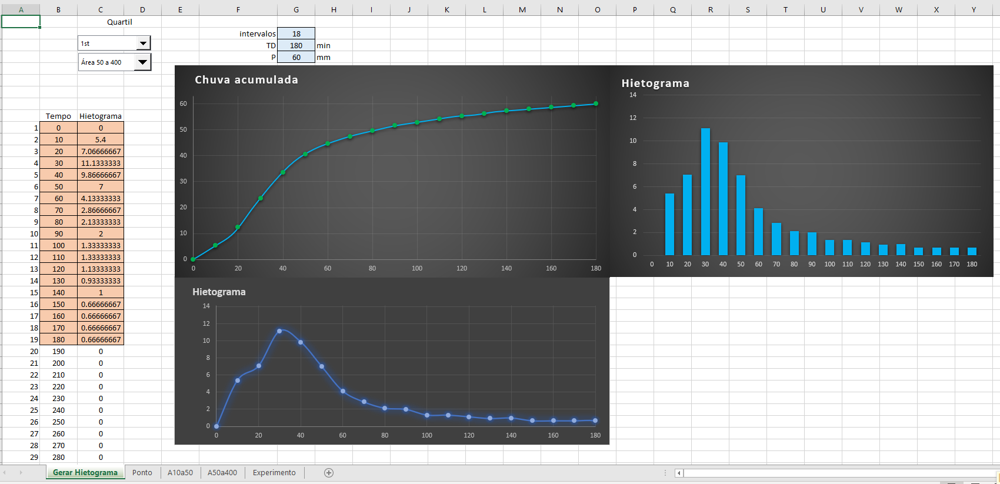 A B C D E F G H I J K L M N O P Q R S T U V W X Y
Quartil
intervalos 18
1st
TD 180 min
P 60 mm
Área 50 a 400
Chuva acumulada
60
50
40
30
20
10
0
0 20 40 60 80 100 120 140 160 180
Hietograma
14
12
10
8
6
4
2
0
0 10 20 30 40 50 60 70 80 90 100 110 120 130 140 150 160 170 180
Tempo Hietograma
1 0 0
2 10 5.4
3 20 7.06666667
4 30 11.1333333
5 40 9.86666667
6 50 7
7 60 4.13333333
8 70 2.86666667
9 80 2.13333333
10 90 2
11 100 1.33333333
12 110 1.33333333
13 120 1.13333333
14 130 0.93333333
15 140 1
16 150 0.66666667
17 160 0.66666667
18 170 0.66666667
19 180 0.66666667
20 190 0
21 200 0
22 210 0
23 220 0
24 230 0
25 240 0
26 250 0
27 260 0
28 270 0
29 280 0
Hietograma
14
12
10
8
6
4
2
0
0 20 40 60 80 100 120 140 160 180
Gerar Hietograma Ponto A10a50 A50a400 Experimento